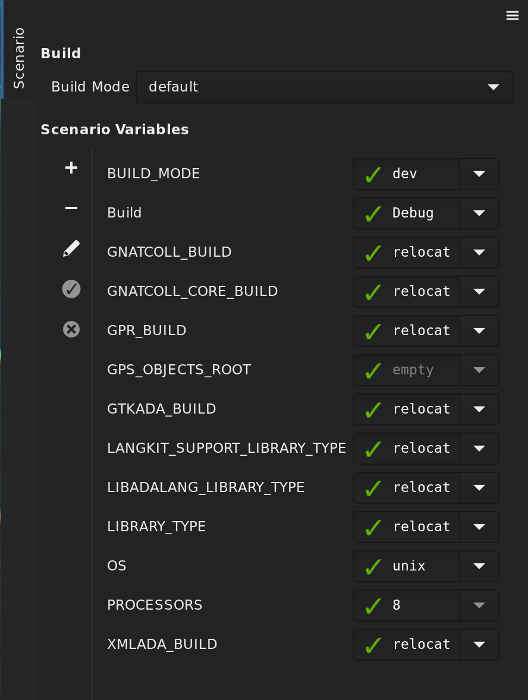 Scenario
Build
Build Mode default
Scenario Variables
BUILD_MODE dev
Build Debug
GNATCOLL_BUILD relocat
GNATCOLL_CORE_BUILD relocat
GPR_BUILD relocat
GPS_OBJECTS_ROOT empty
GTKADA_BUILD relocat
LANGKIT_SUPPORT_LIBRARY_TYPE relocat
LIBADALANG_LIBRARY_TYPE relocat
LIBRARY_TYPE relocat
OS unix
PROCESSORS 8
XMLADA_BUILD relocat